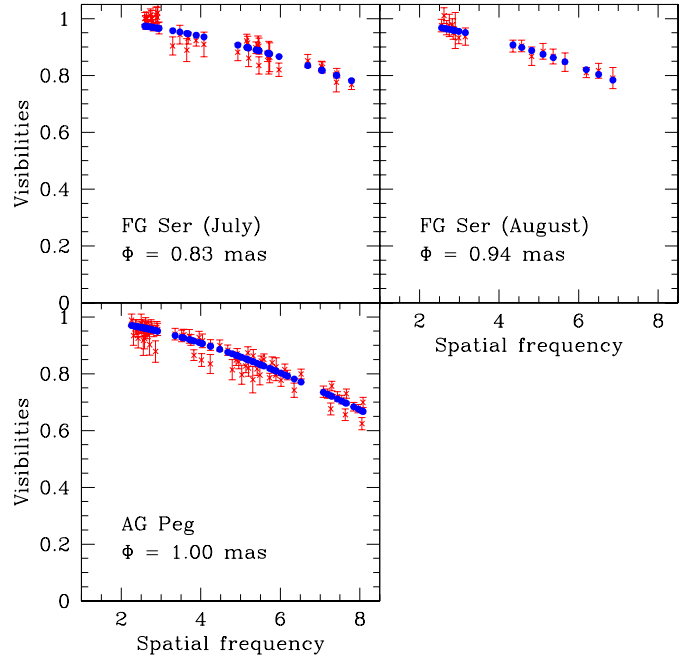 1
0.8
0.6
0.4
0.2
0
Visibilities
FG Ser (July)
Φ = 0.83 mas
FG Ser (August)
Φ = 0.94 mas
2 4 6 8
Spatial frequency
1
0.8
0.6
0.4
0.2
0
Visibilities
AG Peg
Φ = 1.00 mas
2 4 6 8
Spatial frequency